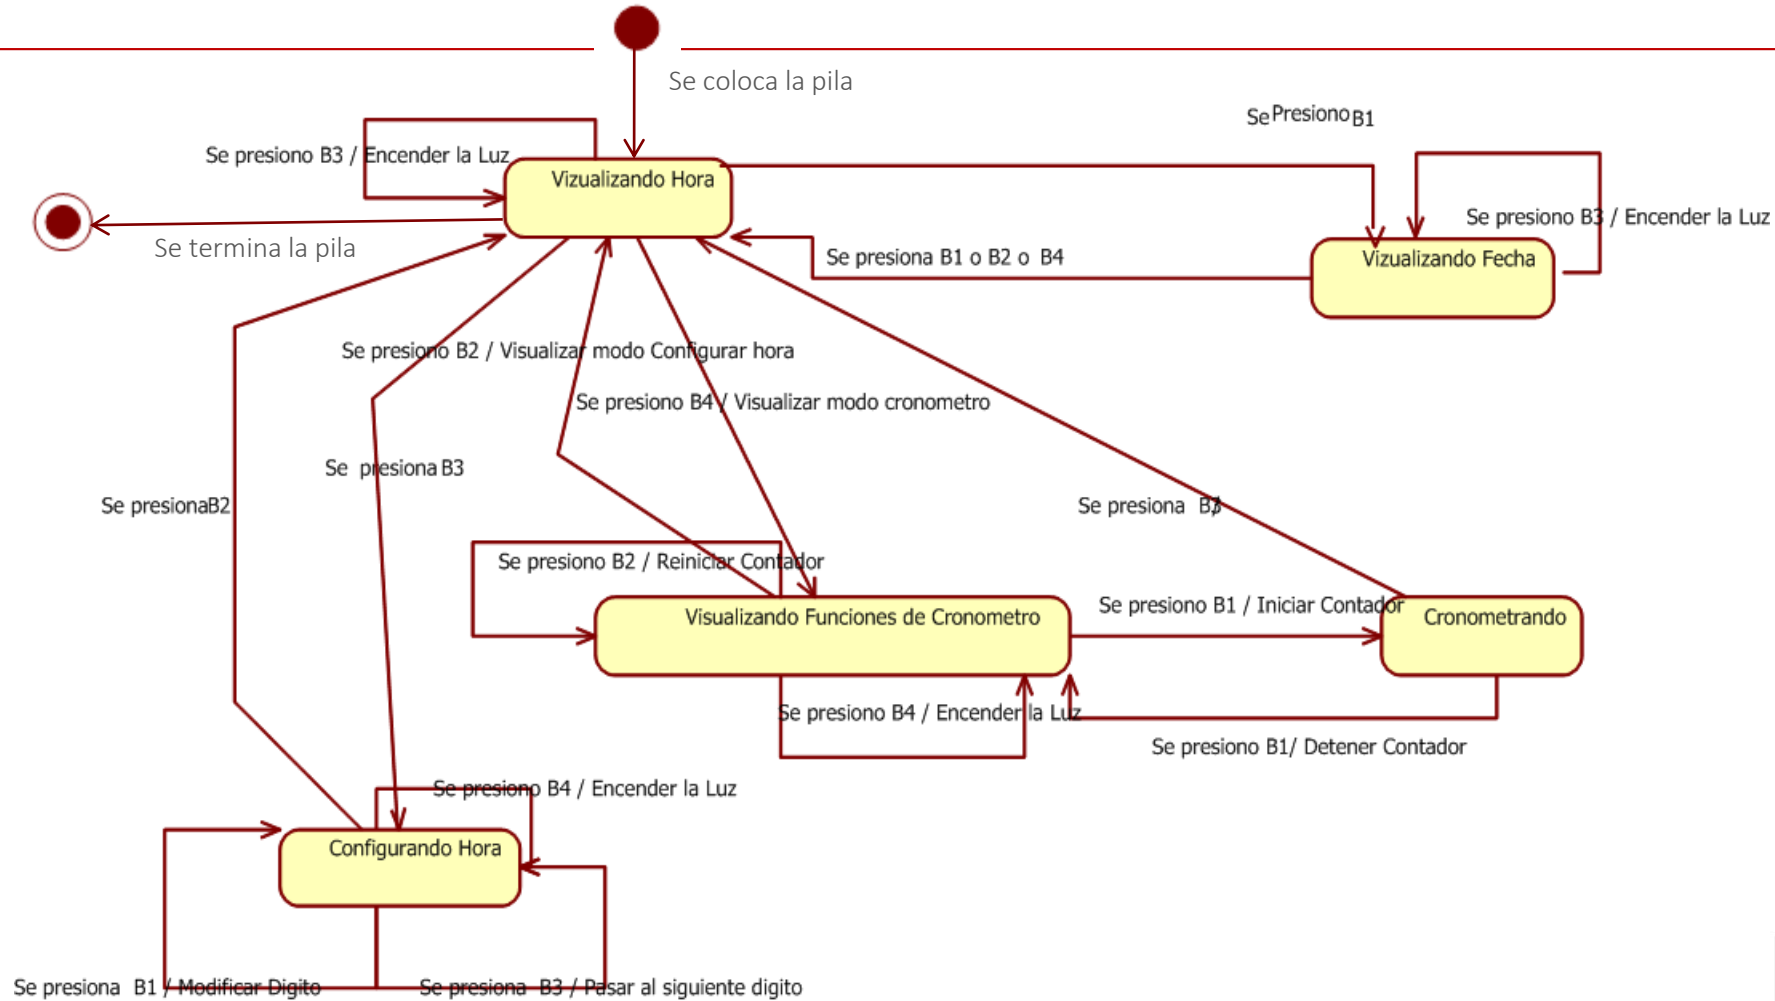 Se coloca la pila
Se Presiono B1
Se presiono B3 / Encender la Luz
Vizualizando Hora
Se presiono B3 / Encender la Luz
Se termina la pila
Se presiona B1 o B2 o B4
Vizualizando Fecha
Se presiono B2 / Visualizar modo Configurar hora
Se presiono B4 / Visualizar modo cronometro
Se presiona B3
Se presionaB2
Se presiona
Se presiono B2 / Reiniciar Contador
Se presiono B1 / Iniciar Contador
Visualizando Funciones de Cronometro
Cronometrando
Se presiono B4 / Encender la Luz
Se presiono B1/ Detener Contador
Se presiono B4 / Encender la Luz
Configurando Hora
Se presiona B1 / Modificar Digito
Se presiona B3 / Pasar al siguiente digito